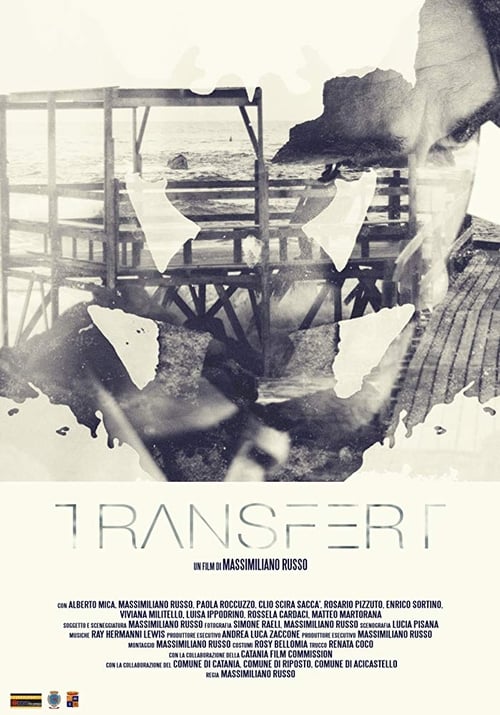 TRANSFERT
UN FILM DI MASSIMILIANO RUSSO
CON ALBERTO MICA, MASSIMILIANO RUSSO, PAOLA ROCCUZZO, CLIO SCIRA SACCA', ROSARIO PIZZUTO, ENRICO SORTINO,
VIVIANA MILITELLO, LUISA IPPODRINO, ROSSELA CARDACI, MATTEO MARTORANA
SOGGETTO E SCENEGGIATURA MASSIMILIANO RUSSO FOTOGRAFIA SIMONE RAELI, MASSIMILIANO RUSSO SCENOGRAFIA LUCIA PISANA
MUSICHE RAY HERMANNI LEWIS PRODUTTORE ESECUTIVO ANDREA LUCA ZACCONE PRODUTTORE ESECUTIVO MASSIMILIANO RUSSO
MONTAGGIO MASSIMILIANO RUSSO COSTUMI ROSY BELLOMIA TRUCCO RENATA COCO
CON LA COLLABORAZIONE DELLA CATANIA FILM COMMISSION
CON LA COLLABORAZIONE DEL COMUNE DI CATANIA, COMUNE DI RIPOSTO, COMUNE DI ACICASTELLO
REGIA MASSIMILIANO RUSSO